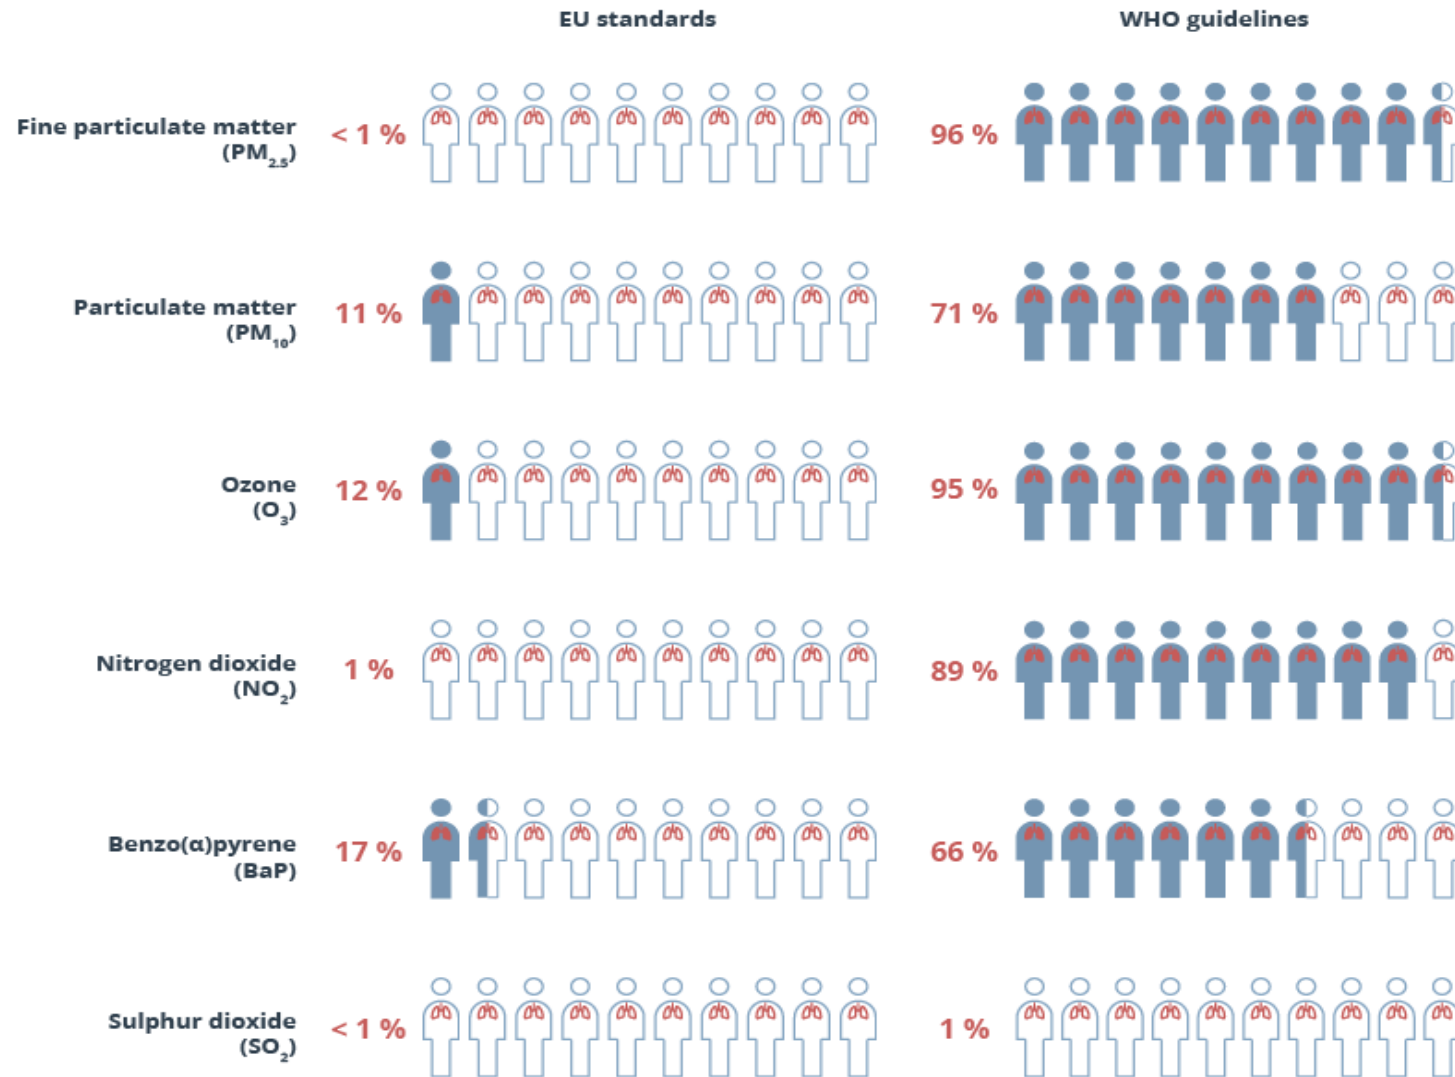 EU standards
WHO guidelines
Fine particulate matter
(PM2.5)
< 1 %
96 %
Particulate matter
(PM10)
11 %
71 %
Ozone
(O3)
12 %
95 %
Nitrogen dioxide
(NO2)
1 %
89 %
Benzo(α)pyrene
(BaP)
17 %
66 %
Sulphur dioxide
(SO2)
< 1 %
1 %